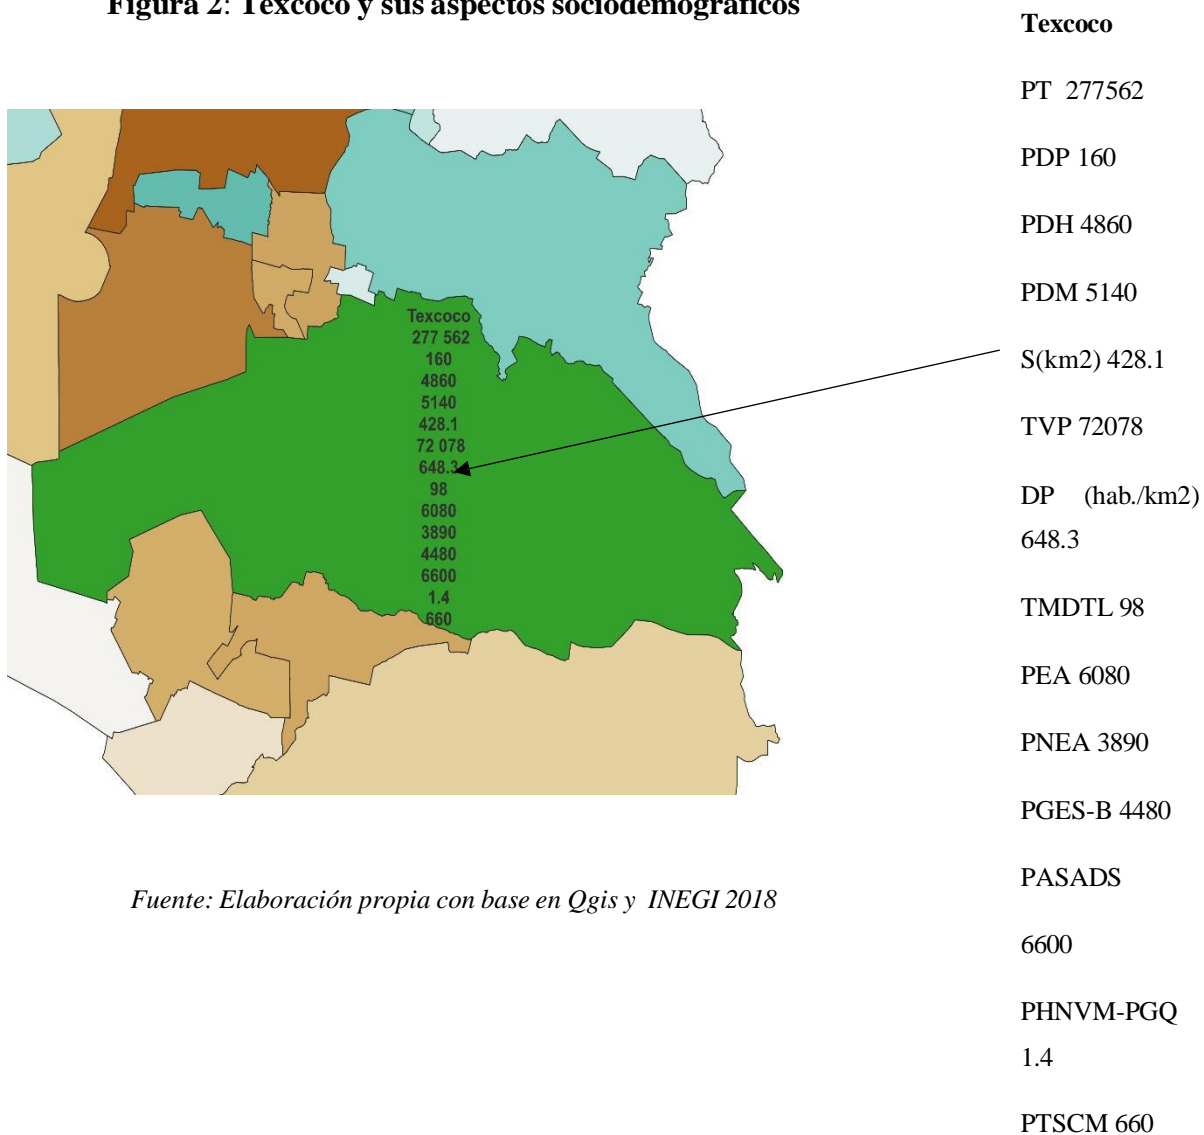 Figura 2: Texcoco y sus aspectos sociodemográficos
Texcoco
277 562
160
4860
5140
428.1
72 078
648.3
98
6080
3890
4480
6600
1.4
660
Fuente: Elaboración propia con base en Qgis y INEGI 2018
Texcoco
PT 277562
PDP 160
PDH 4860
PDM 5140
S(km2) 428.1
TVP 72078
DP (hab./km2)
648.3
TMDTL 98
PEA 6080
PNEA 3890
PGES-B 4480
PASADS
6600
PHNVM-PGQ
1.4
PTSCM 660